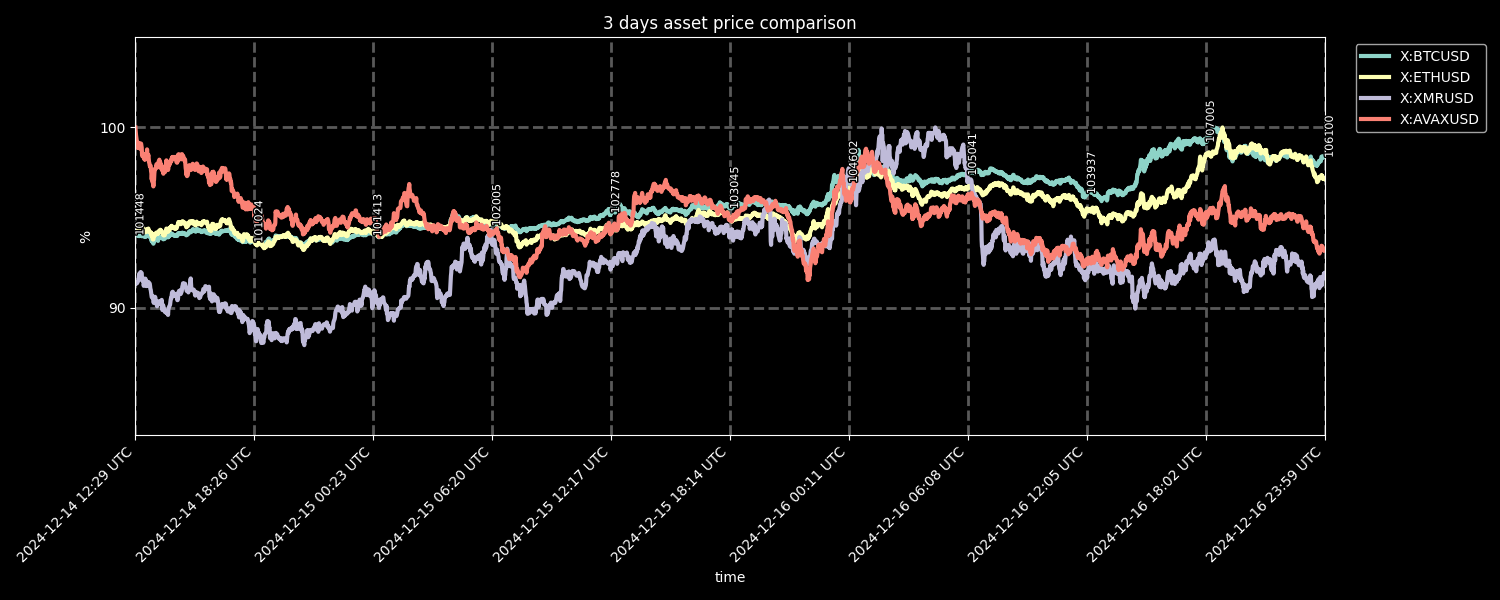 3 days asset price comparison
X:BTCUSD
X:ETHUSD
X:XMRUSD
X:AVAXUSD
100
90
%
101448
101024
101413
102005
102778
103045
104602
105041
103937
107005
106100
2024-12-14 12:29 UTC
2024-12-14 18:26 UTC
2024-12-15 00:23 UTC
2024-12-15 06:20 UTC
2024-12-15 12:17 UTC
2024-12-15 18:14 UTC
2024-12-16 00:11 UTC
2024-12-16 06:08 UTC
2024-12-16 12:05 UTC
2024-12-16 18:02 UTC
2024-12-16 23:59 UTC
time